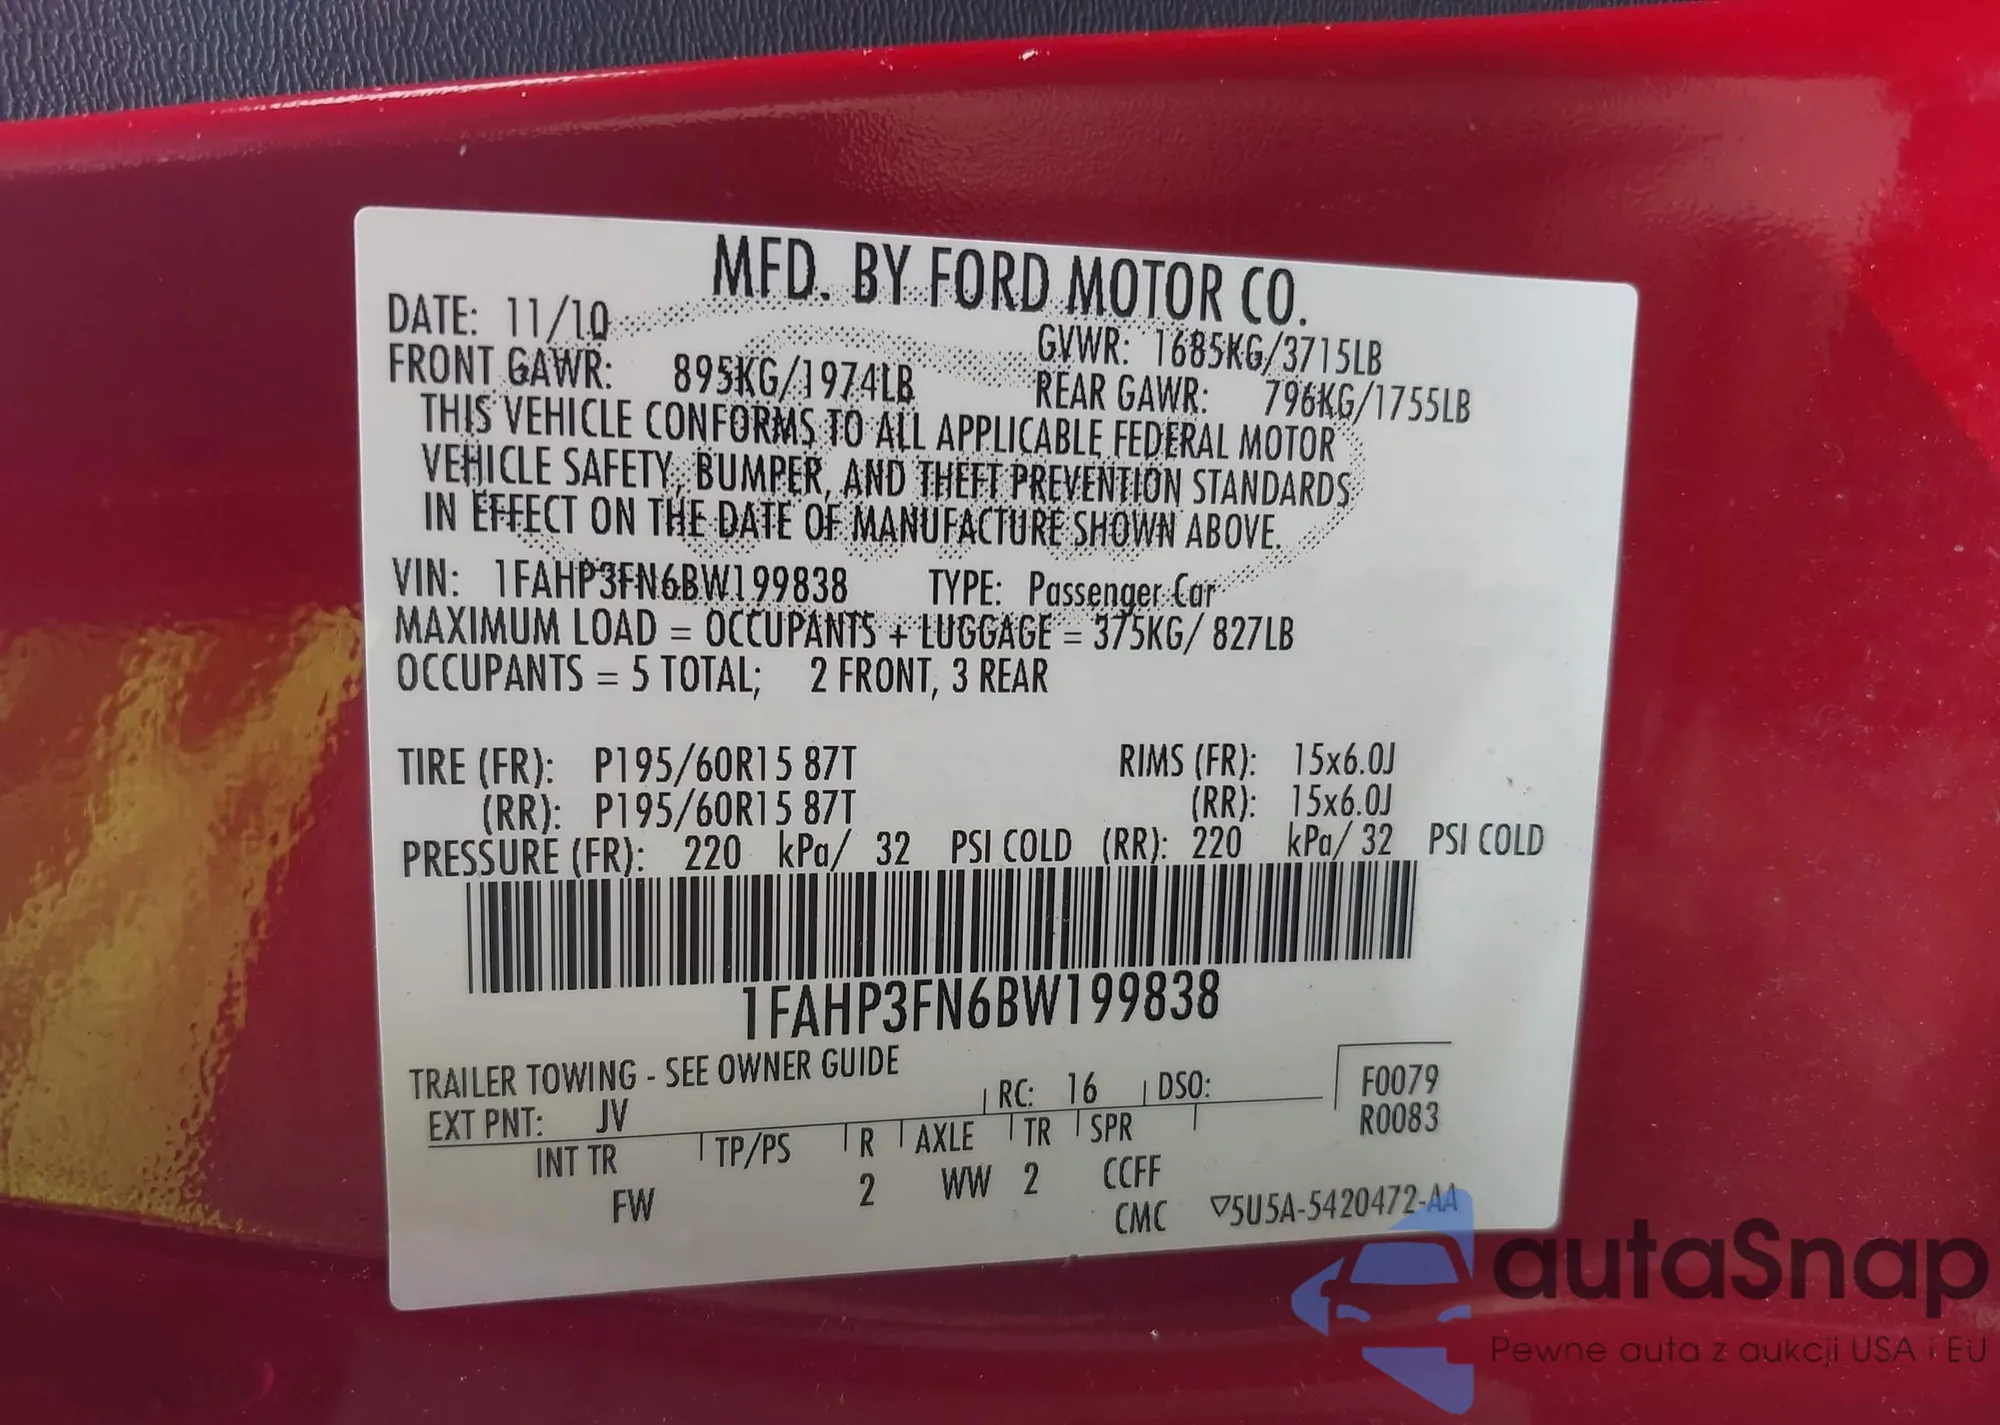 MFD. BY FORD MOTOR CO.
DATE: 11/10
GVWR: 1685KG/3715LB
FRONT GAWR: 895KG/1974LB
REAR GAWR: 796KG/1755LB
THIS VEHICLE CONFORMS TO ALL APPLICABLE FEDERAL MOTOR
VEHICLE SAFETY, BUMPER, AND THEFT PREVENTION STANDARDS
IN EFFECT ON THE DATE OF MANUFACTURE SHOWN ABOVE.
VIN: 1FAHP3FN6BW199838 TYPE: Passenger Car
MAXIMUM LOAD = OCCUPANTS + LUGGAGE = 375KG/ 827LB
OCCUPANTS = 5 TOTAL; 2 FRONT, 3 REAR
TIRE (FR): P195/60R15 87T RIMS (FR): 15x6.0J
(RR): P195/60R15 87T (RR): 15x6.0J
PRESSURE (FR): 220 kPa/ 32 PSI COLD (RR): 220 kPa/ 32 PSI COLD
1FAHP3FN6BW199838
TRAILER TOWING - SEE OWNER GUIDE
EXT PNT: JV RC: 16 DSO: F0079
R0083
INT TR TP/PS R AXLE TR SPR
FW 2 WW 2 CCFF
CMC ▽5U5A-5420472-AA
autaSnap
Pewne auta z aukcji USA i EU